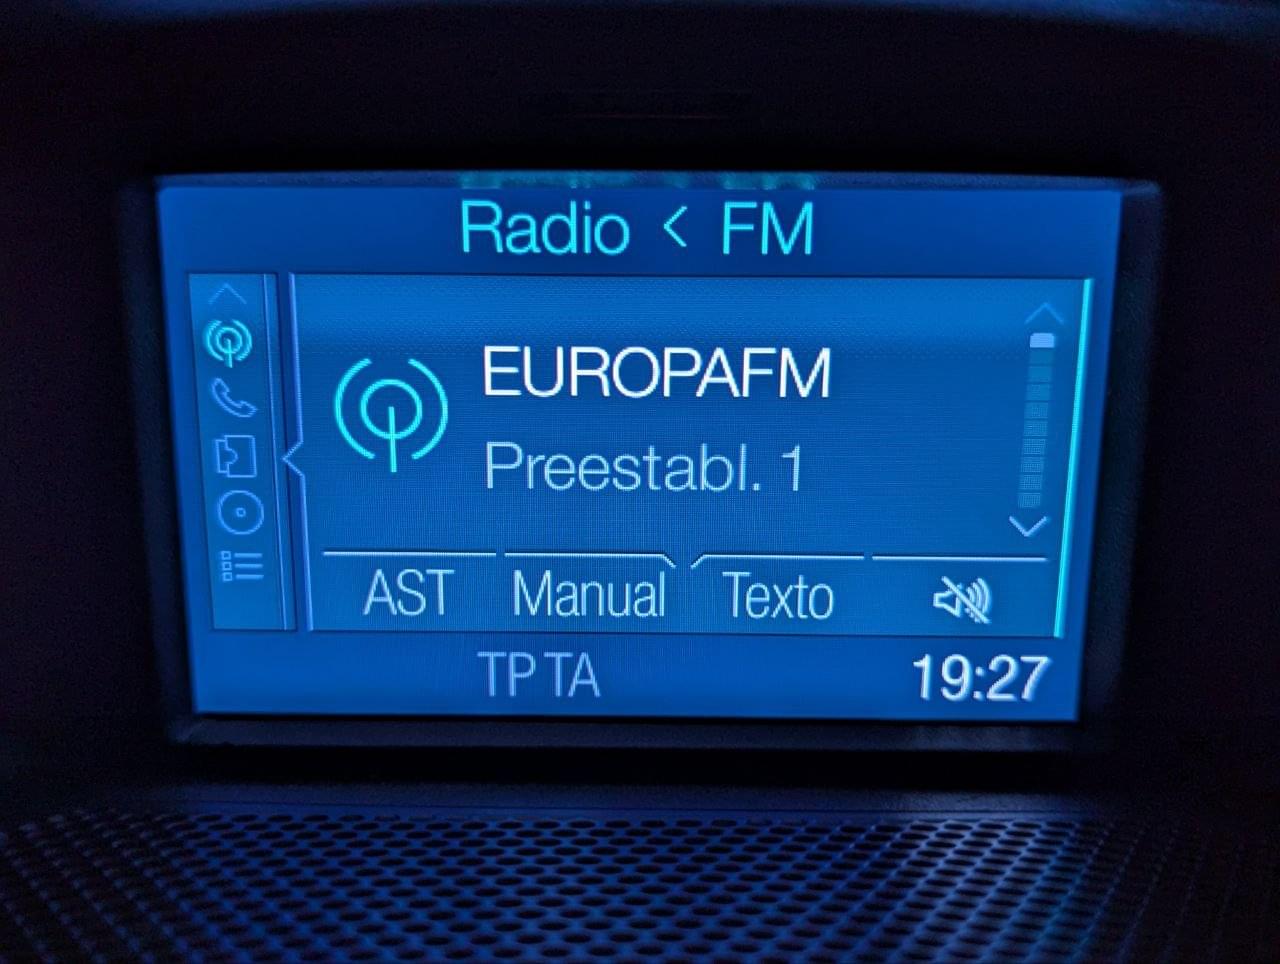 Radio < FM
EUROPAFM
Preestabl. 1
AST Manual Texto
TP TA 19:27